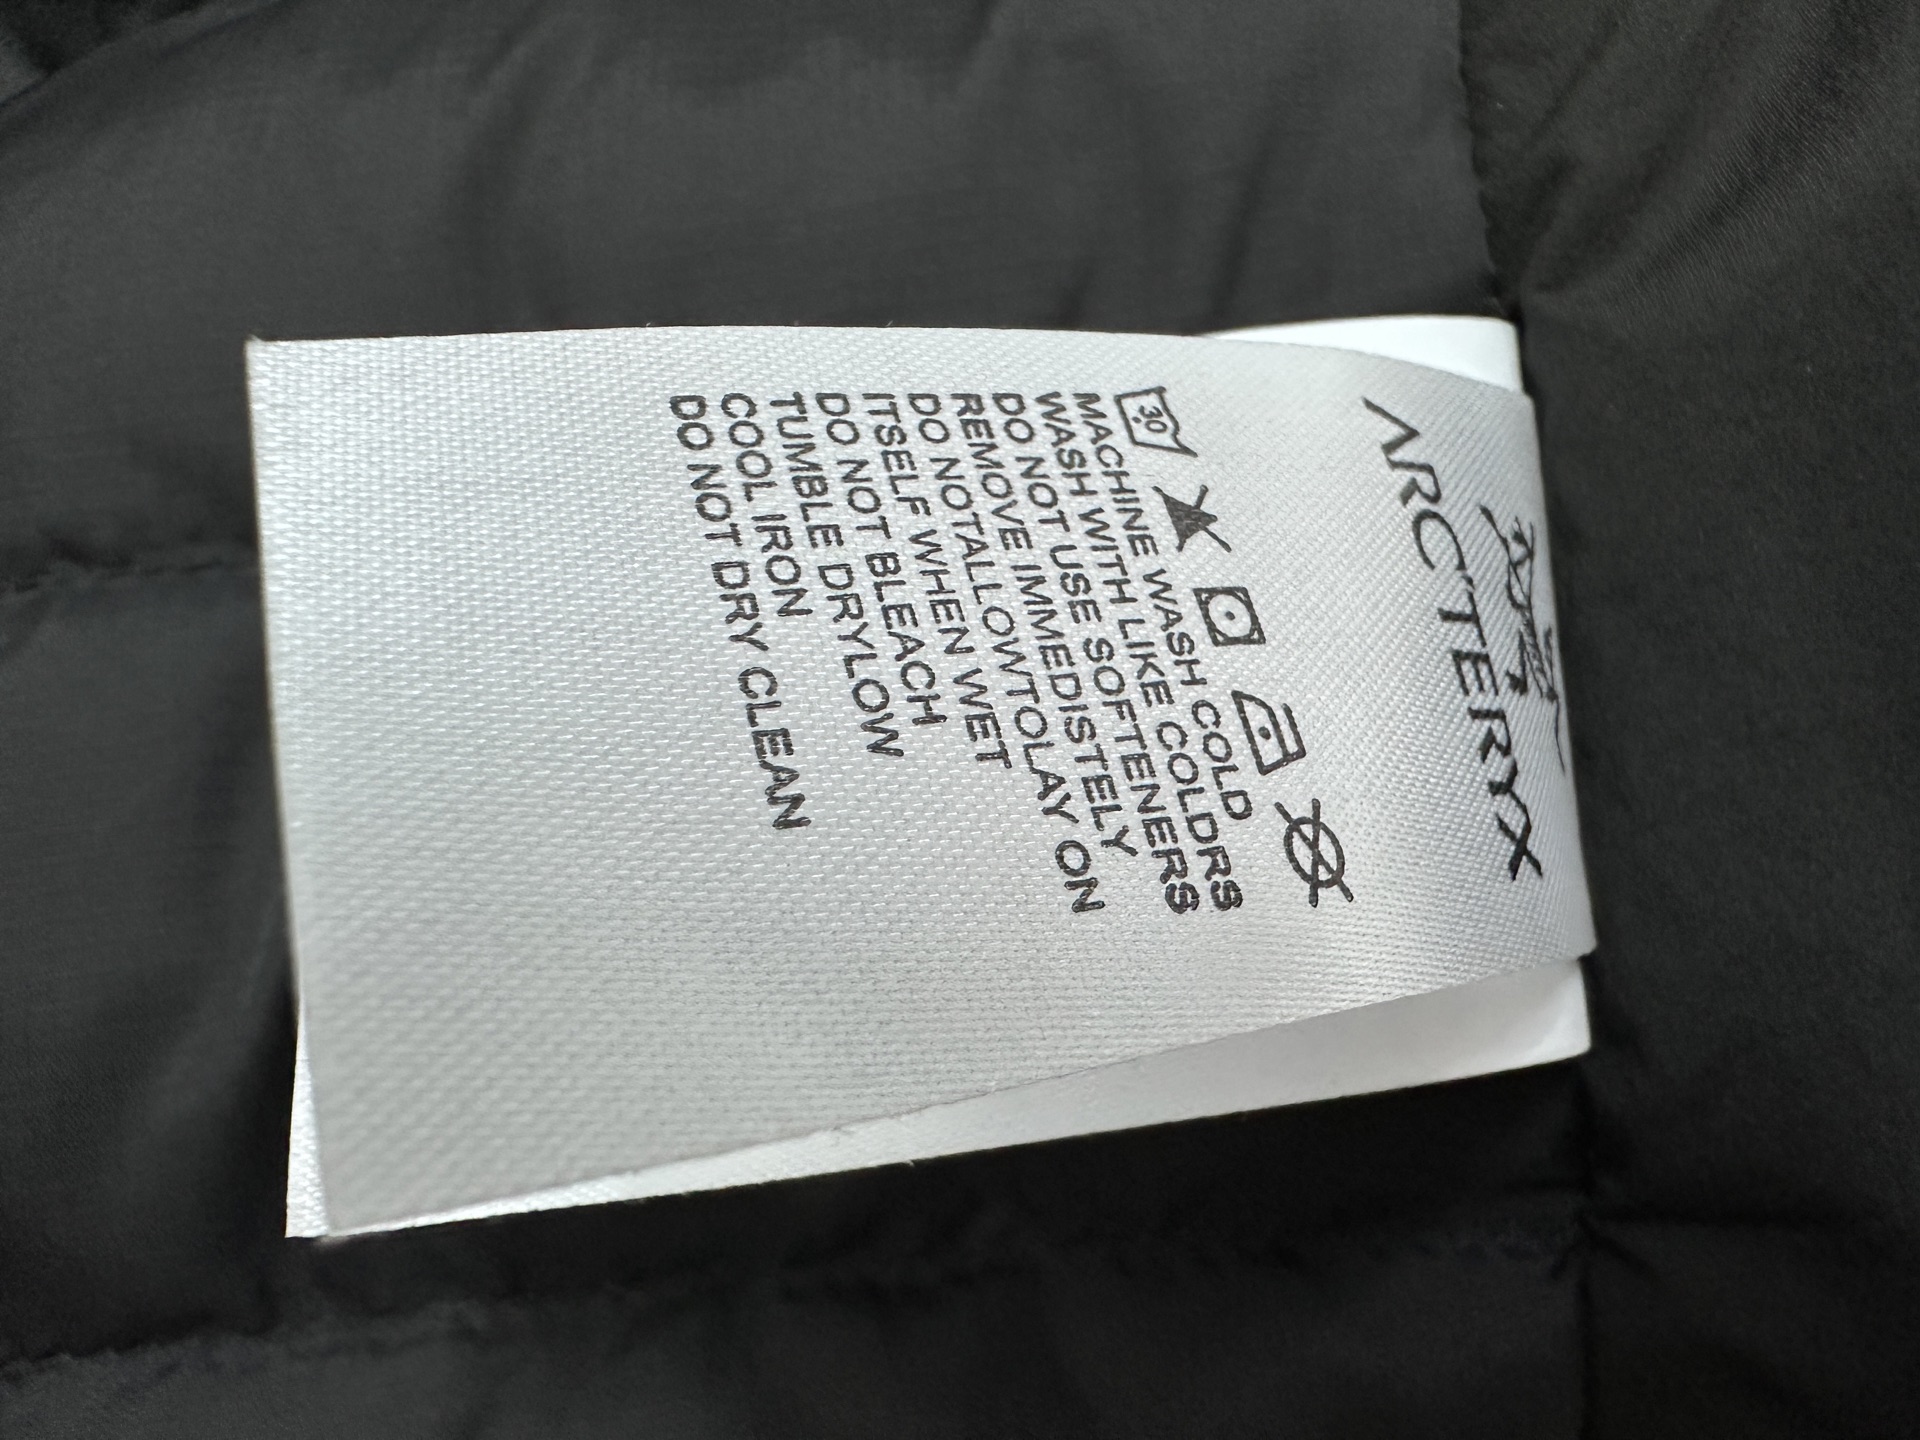 ARC'TERYX
30
MACHINE WASH COLD
WASH WITH LIKE COLDRS
DO NOT USE SOFTENERS
REMOVE IMMEDISTELY
DO NOTALLOWTOLAY ON
ITSELF WHEN WET
DO NOT BLEACH
TUMBLE DRYLOW
COOL IRON
DO NOT DRY CLEAN